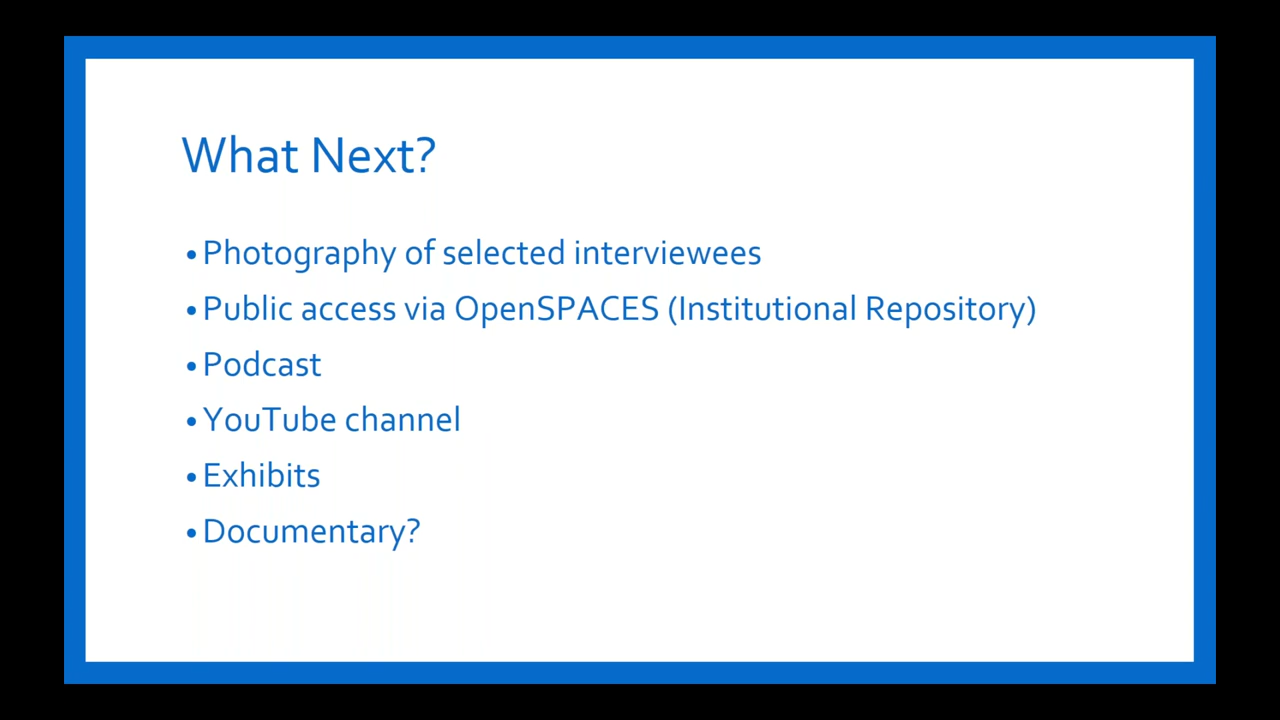 What Next?
• Photography of selected interviewees
• Public access via OpenSPACES (Institutional Repository)
• Podcast
• YouTube channel
• Exhibits
• Documentary?